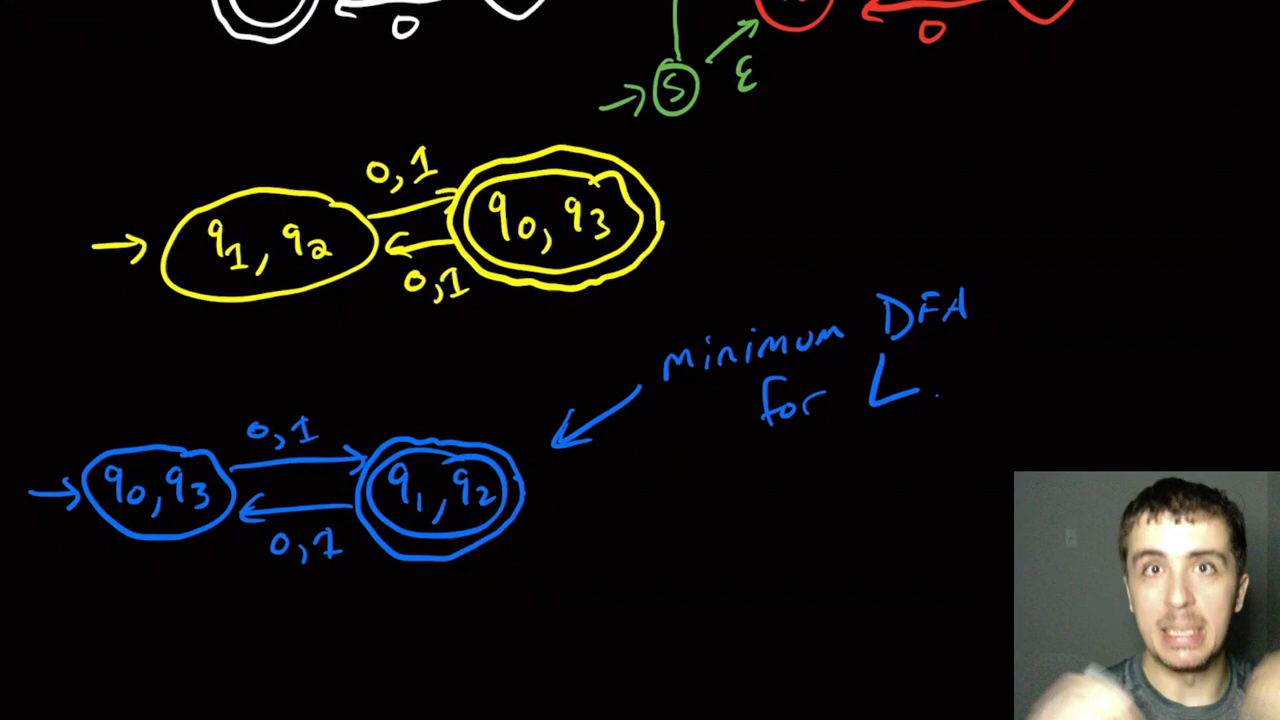 0
0
S
ε
0,1
q1, q2
q0, q3
0,1
minimum DFA
for L.
0,1
q0, q3
q1, q2
0,1